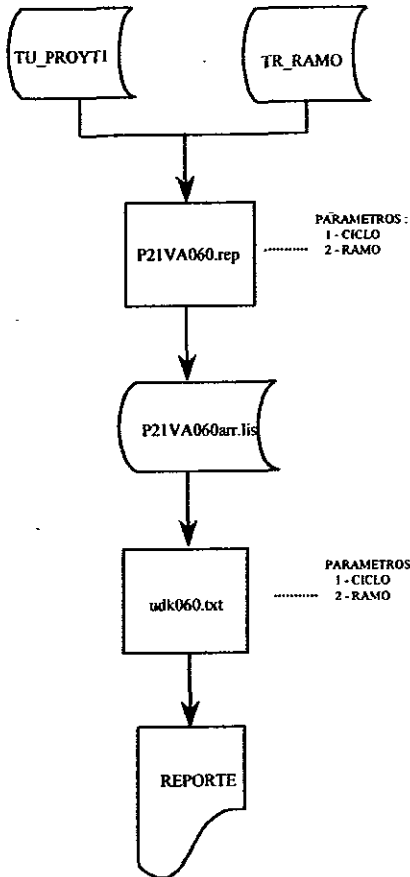 TU_PROYTI
TR_RAMO
P21VA060.rep
PARAMETROS :
1 - CICLO
2 - RAMO
P21VA060arr.lis
udk060.txt
PARAMETROS
1 - CICLO
2 - RAMO
REPORTE